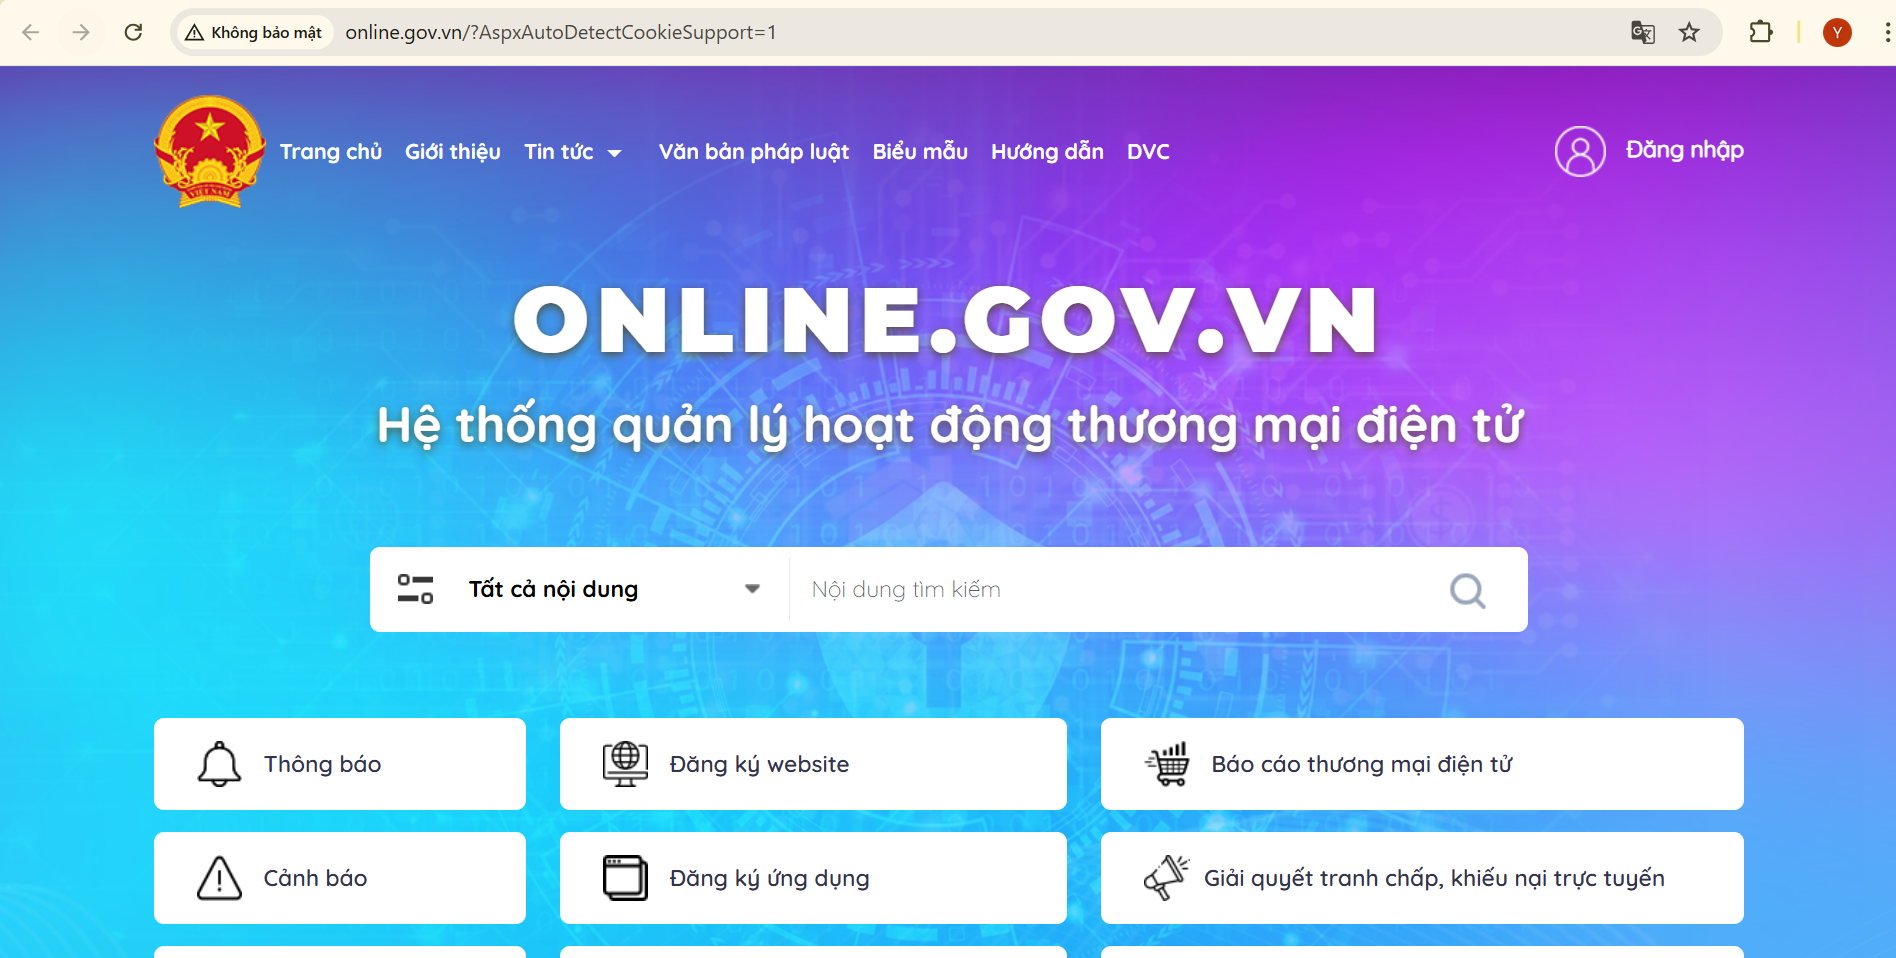 Không bảo mật online.gov.vn/?AspxAutoDetectCookieSupport=1 Y
Trang chủ Giới thiệu Tin tức Văn bản pháp luật Biểu mẫu Hướng dẫn DVC Đăng nhập
VIỆT NAM
ONLINE.GOV.VN
Hệ thống quản lý hoạt động thương mại điện tử
Tất cả nội dung Nội dung tìm kiếm
Thông báo Đăng ký website Báo cáo thương mại điện tử
Cảnh báo Đăng ký ứng dụng Giải quyết tranh chấp, khiếu nại trực tuyến